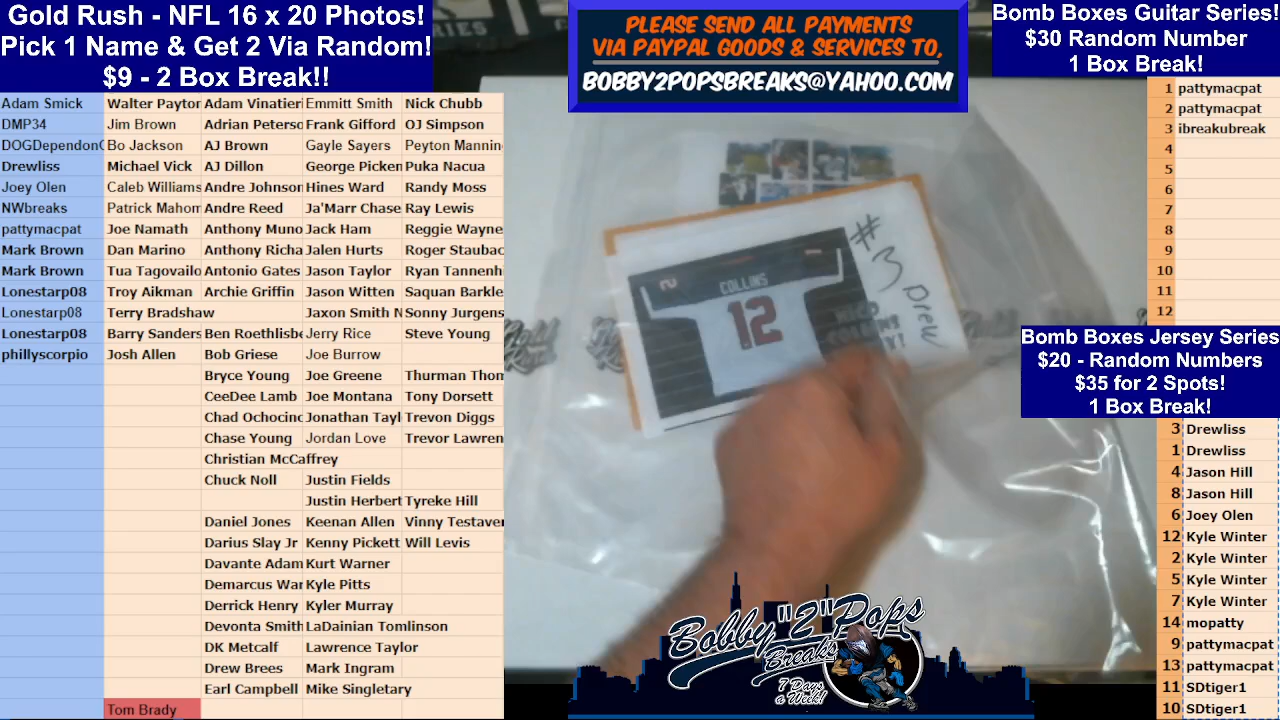 Gold Rush - NFL 16 x 20 Photos!
Pick 1 Name & Get 2 Via Random!
$9 - 2 Box Break!!
Adam Smick Walter Payton Adam Vinatier Emmitt Smith Nick Chubb
DMP34 Jim Brown Adrian Peterso Frank Gifford OJ Simpson
DOGDependon Bo Jackson AJ Brown Gayle Sayers Peyton Mannin
Drewliss Michael Vick AJ Dillon George Picken Puka Nacua
Joey Olen Caleb Williams Andre Johnson Hines Ward Randy Moss
NWbreaks Patrick Mahom Andre Reed Ja'Marr Chase Ray Lewis
pattymacpat Joe Namath Anthony Muno Jack Ham Reggie Wayne
Mark Brown Dan Marino Anthony Richa Jalen Hurts Roger Staubac
Mark Brown Tua Tagovailo Antonio Gates Jason Taylor Ryan Tannenh
Lonestarp08 Troy Aikman Archie Griffin Jason Witten Saquan Barkle
Lonestarp08 Terry Bradshaw Jaxon Smith N Sonny Jurgens
Lonestarp08 Barry Sanders Ben Roethlisbe Jerry Rice Steve Young
phillyscorpio Josh Allen Bob Griese Joe Burrow
Bryce Young Joe Greene Thurman Thom
CeeDee Lamb Joe Montana Tony Dorsett
Chad Ochocinc Jonathan Tayl Trevon Diggs
Chase Young Jordan Love Trevor Lawren
Christian McCaffrey
Chuck Noll Justin Fields
Justin Herbert Tyreke Hill
Daniel Jones Keenan Allen Vinny Testaver
Darius Slay Jr Kenny Pickett Will Levis
Davante Adam Kurt Warner
Demarcus War Kyle Pitts
Derrick Henry Kyler Murray
Devonta Smith LaDainian Tomlinson
DK Metcalf Lawrence Taylor
Drew Brees Mark Ingram
Earl Campbell Mike Singletary
Tom Brady
PLEASE SEND ALL PAYMENTS
VIA PAYPAL GOODS & SERVICES TO,
BOBBY2POPSBREAKS@YAHOO.COM
COLLINS
12
2
#3 prev
Bobby "2" Pops
Breaks
7 Days
a Week!
Bomb Boxes Guitar Series!
$30 Random Number
1 Box Break!
1 pattymacpat
2 pattymacpat
3 ibreakubreak
4
5
6
7
8
9
10
11
12
Bomb Boxes Jersey Series
$20 - Random Numbers
$35 for 2 Spots!
1 Box Break!
3 Drewliss
1 Drewliss
4 Jason Hill
8 Jason Hill
6 Joey Olen
12 Kyle Winter
2 Kyle Winter
5 Kyle Winter
7 Kyle Winter
14 mopatty
9 pattymacpat
13 pattymacpat
11 SDtiger1
10 SDtiger1